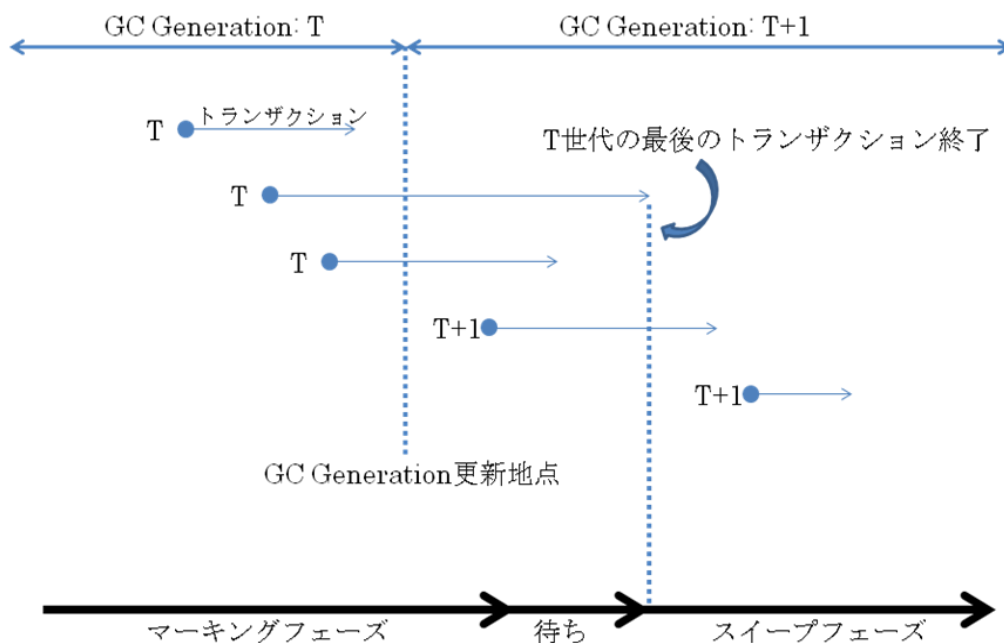 GC Generation: T
GC Generation: T+1
T
トランザクション
T世代の最後のトランザクション終了
T
T
T+1
T+1
GC Generation更新地点
マーキングフェーズ
待ち
スイープフェーズ